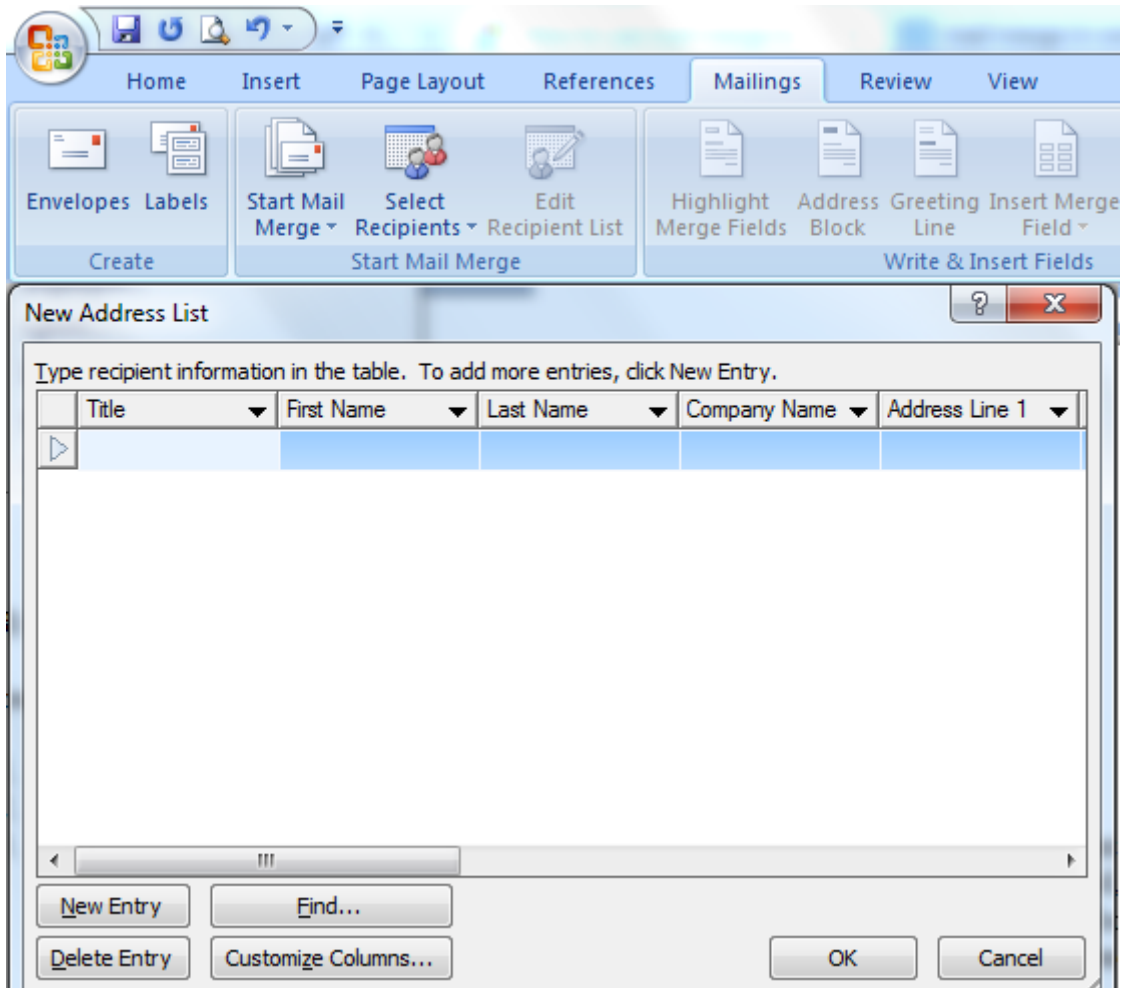 Home Insert Page Layout References Mailings Review View
Envelopes Labels Start Mail Merge Select Recipients Edit Recipient List Highlight Merge Fields Address Block Greeting Line Insert Merge Field
Create Start Mail Merge Write & Insert Fields
New Address List
Type recipient information in the table. To add more entries, click New Entry.
Title First Name Last Name Company Name Address Line 1
New Entry Find...
Delete Entry Customize Columns... OK Cancel